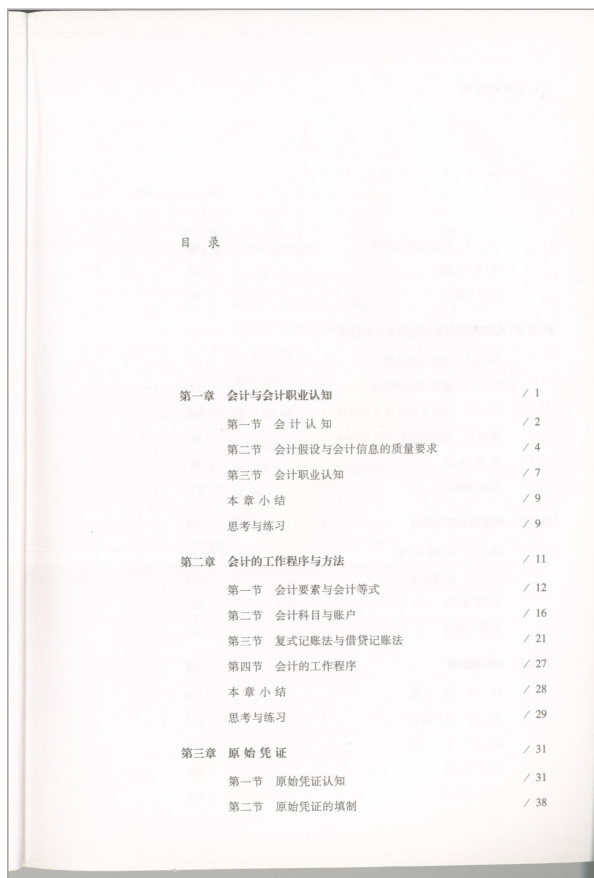 目 录
第一章 会计与会计职业认知 / 1
第一节 会计认知 / 2
第二节 会计假设与会计信息的质量要求 / 4
第三节 会计职业认知 / 7
本章小结 / 9
思考与练习 / 9
第二章 会计的工作程序与方法 / 11
第一节 会计要素与会计等式 / 12
第二节 会计科目与账户 / 16
第三节 复式记账法与借贷记账法 / 21
第四节 会计的工作程序 / 27
本章小结 / 28
思考与练习 / 29
第三章 原始凭证 / 31
第一节 原始凭证认知 / 31
第二节 原始凭证的填制 / 38